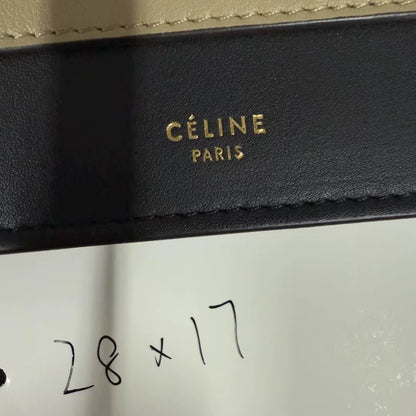 CÉLINE
PARIS
28 x 17